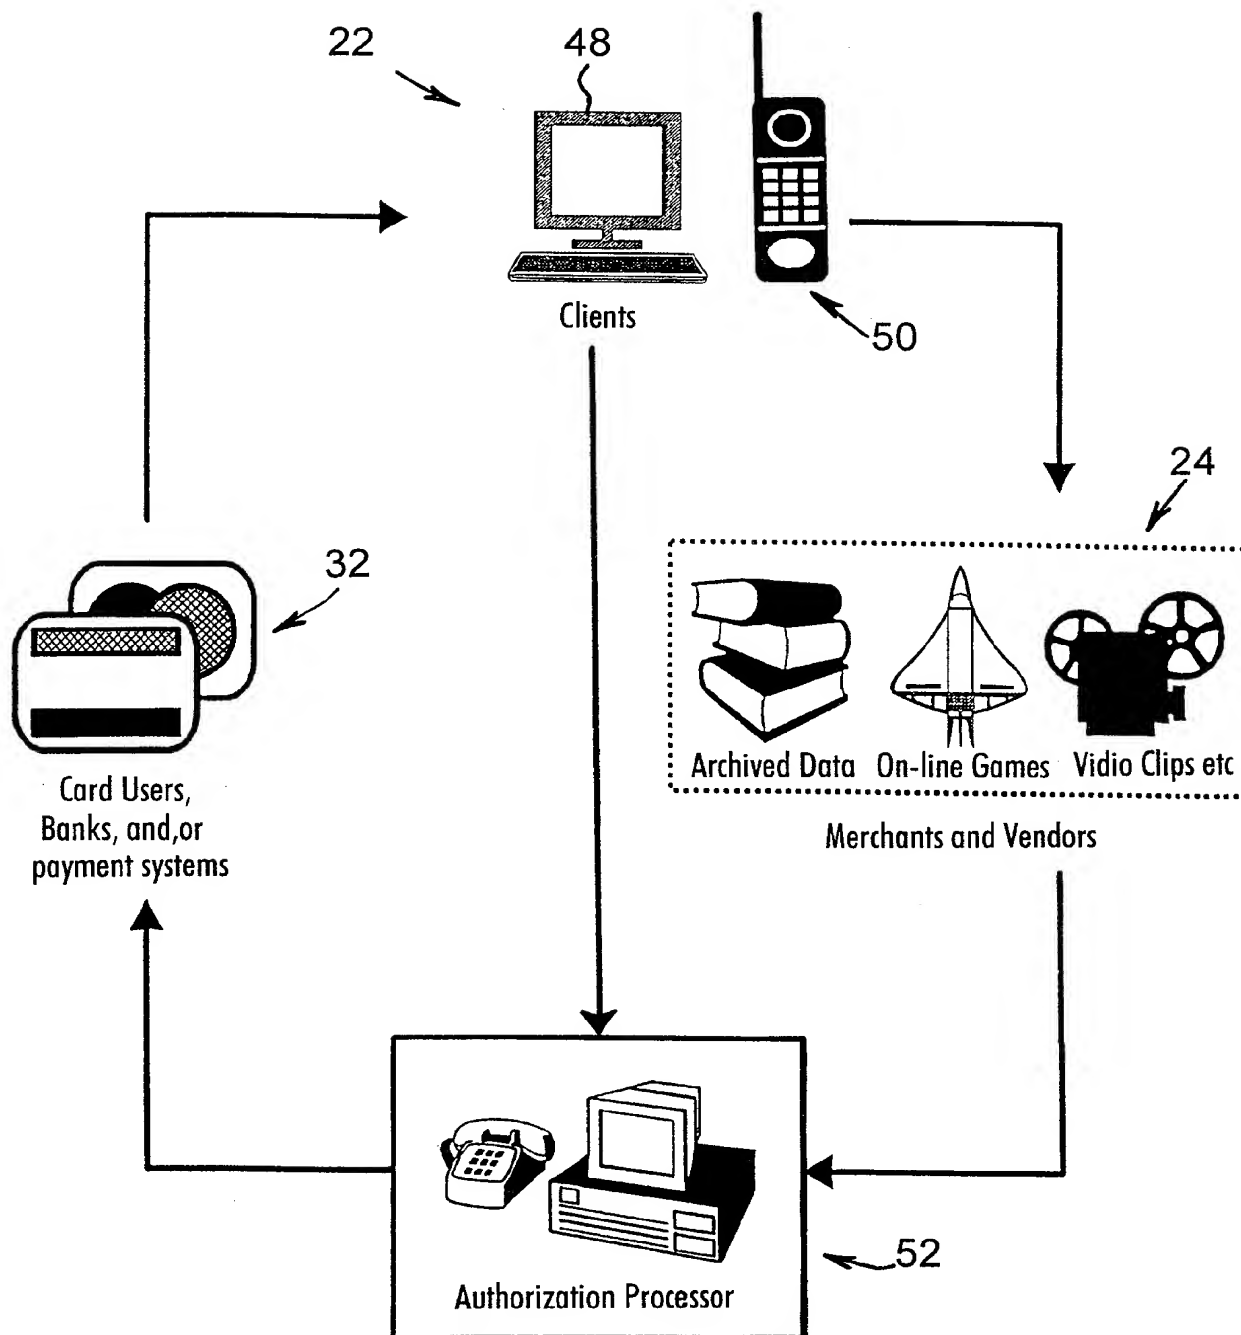 22
48
Clients
50
24
32
Archived Data
On-line Games
Vidio Clips etc
Card Users,
Banks, and,or
payment systems
Merchants and Vendors
52
Authorization Processor